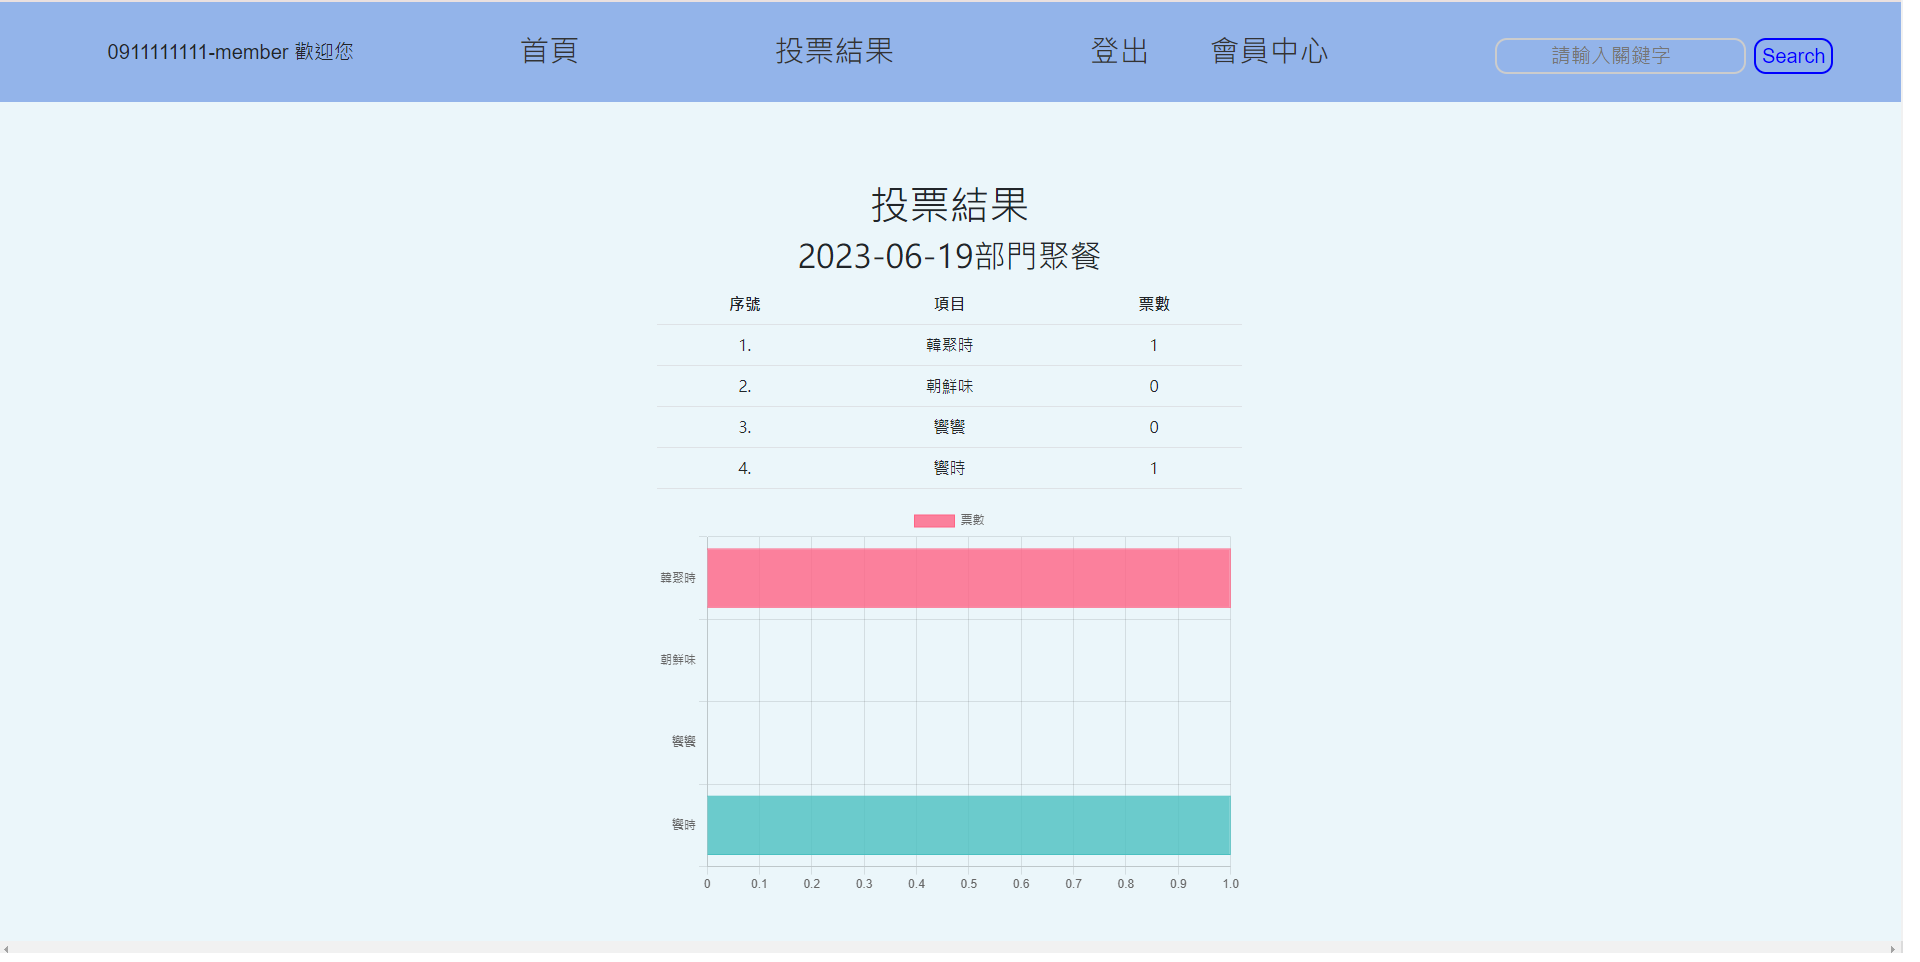 0911111111-member 歡迎您 首頁 投票結果 登出 會員中心 請輸入關鍵字 Search
投票結果
2023-06-19部門聚餐
序號 項目 票數
1. 韓聚時 1
2. 朝鮮味 0
3. 饗饗 0
4. 饗時 1
票數
韓聚時
朝鮮味
饗饗
饗時
0 0.1 0.2 0.3 0.4 0.5 0.6 0.7 0.8 0.9 1.0